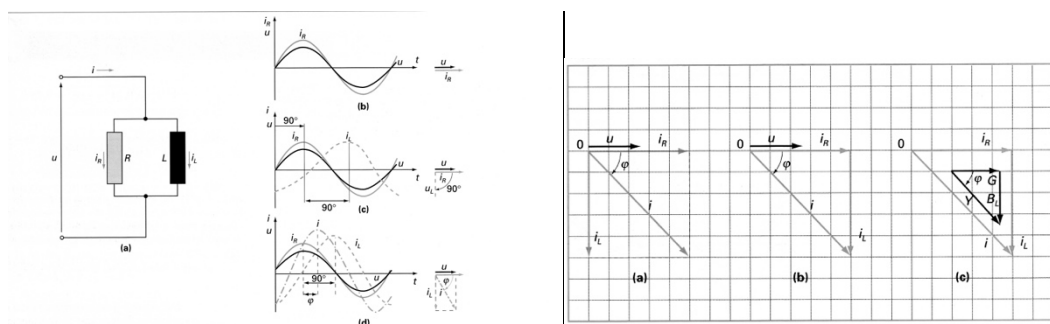 i
u
i_R
R
L
i_L
(a)
i_R
u
i_R
u
t
u
i_R
(b)
i
u
90°
i_R
i_L
u
t
u
i_R
u_L
90°
90°
(c)
i
u
i_R
i
i_L
90°
φ
u
t
u
i_L
i
φ
(d)
0
u
i_R
φ
i
i_L
(a)
0
u
i_R
φ
i
i_L
(b)
0
i_R
φ
G
Y
B_L
i
i_L
(c)